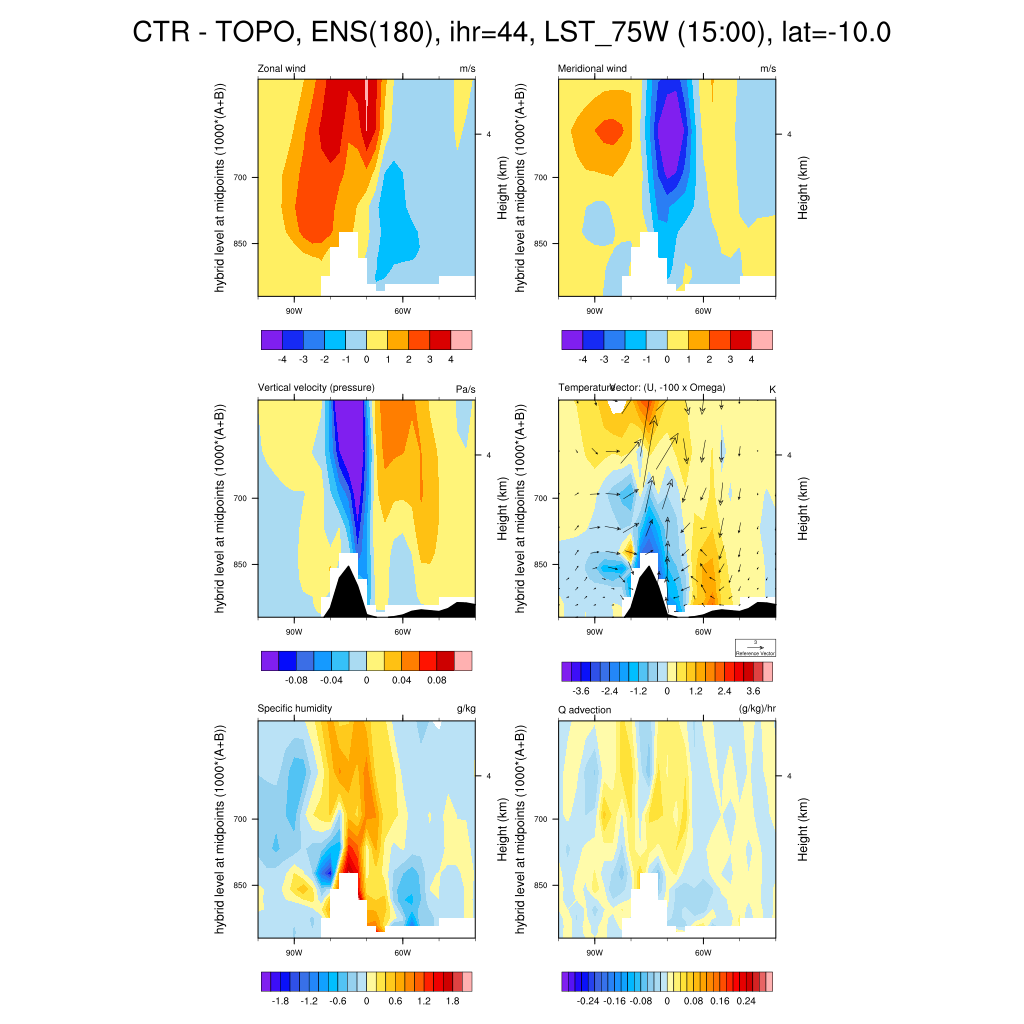 CTR - TOPO, ENS(180), ihr=44, LST_75W (15:00), lat=-10.0
Zonal wind m/s
hybrid level at midpoints (1000*(A+B))
700
850
4
Height (km)
90W 60W
-4 -3 -2 -1 0 1 2 3 4
Meridional wind m/s
hybrid level at midpoints (1000*(A+B))
700
850
4
Height (km)
90W 60W
-4 -3 -2 -1 0 1 2 3 4
Vertical velocity (pressure) Pa/s
hybrid level at midpoints (1000*(A+B))
700
850
4
Height (km)
90W 60W
-0.08 -0.04 0 0.04 0.08
Temperature Vector: (U, -100 x Omega) K
hybrid level at midpoints (1000*(A+B))
700
850
4
Height (km)
90W 60W
3
Reference Vector
-3.6 -2.4 -1.2 0 1.2 2.4 3.6
Specific humidity g/kg
hybrid level at midpoints (1000*(A+B))
700
850
4
Height (km)
90W 60W
-1.8 -1.2 -0.6 0 0.6 1.2 1.8
Q advection (g/kg)/hr
hybrid level at midpoints (1000*(A+B))
700
850
4
Height (km)
90W 60W
-0.24 -0.16 -0.08 0 0.08 0.16 0.24